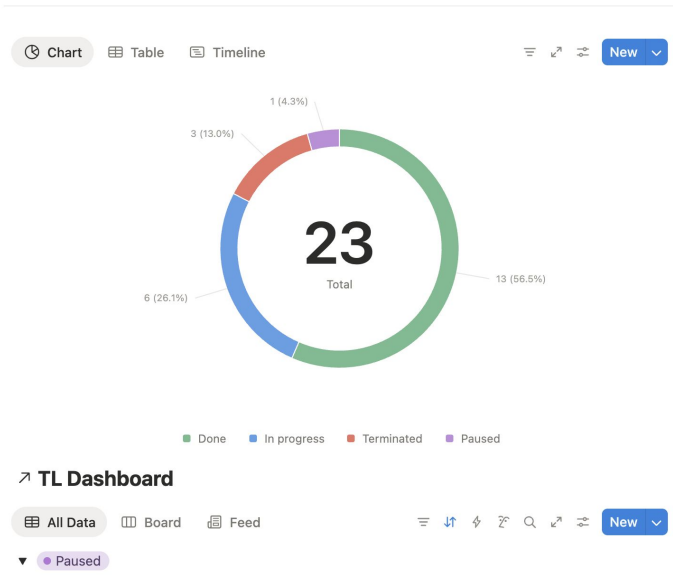 Chart Table Timeline New
1 (4.3%)
3 (13.0%)
23
Total
13 (56.5%)
6 (26.1%)
Done In progress Terminated Paused
TL Dashboard
All Data Board Feed New
Paused